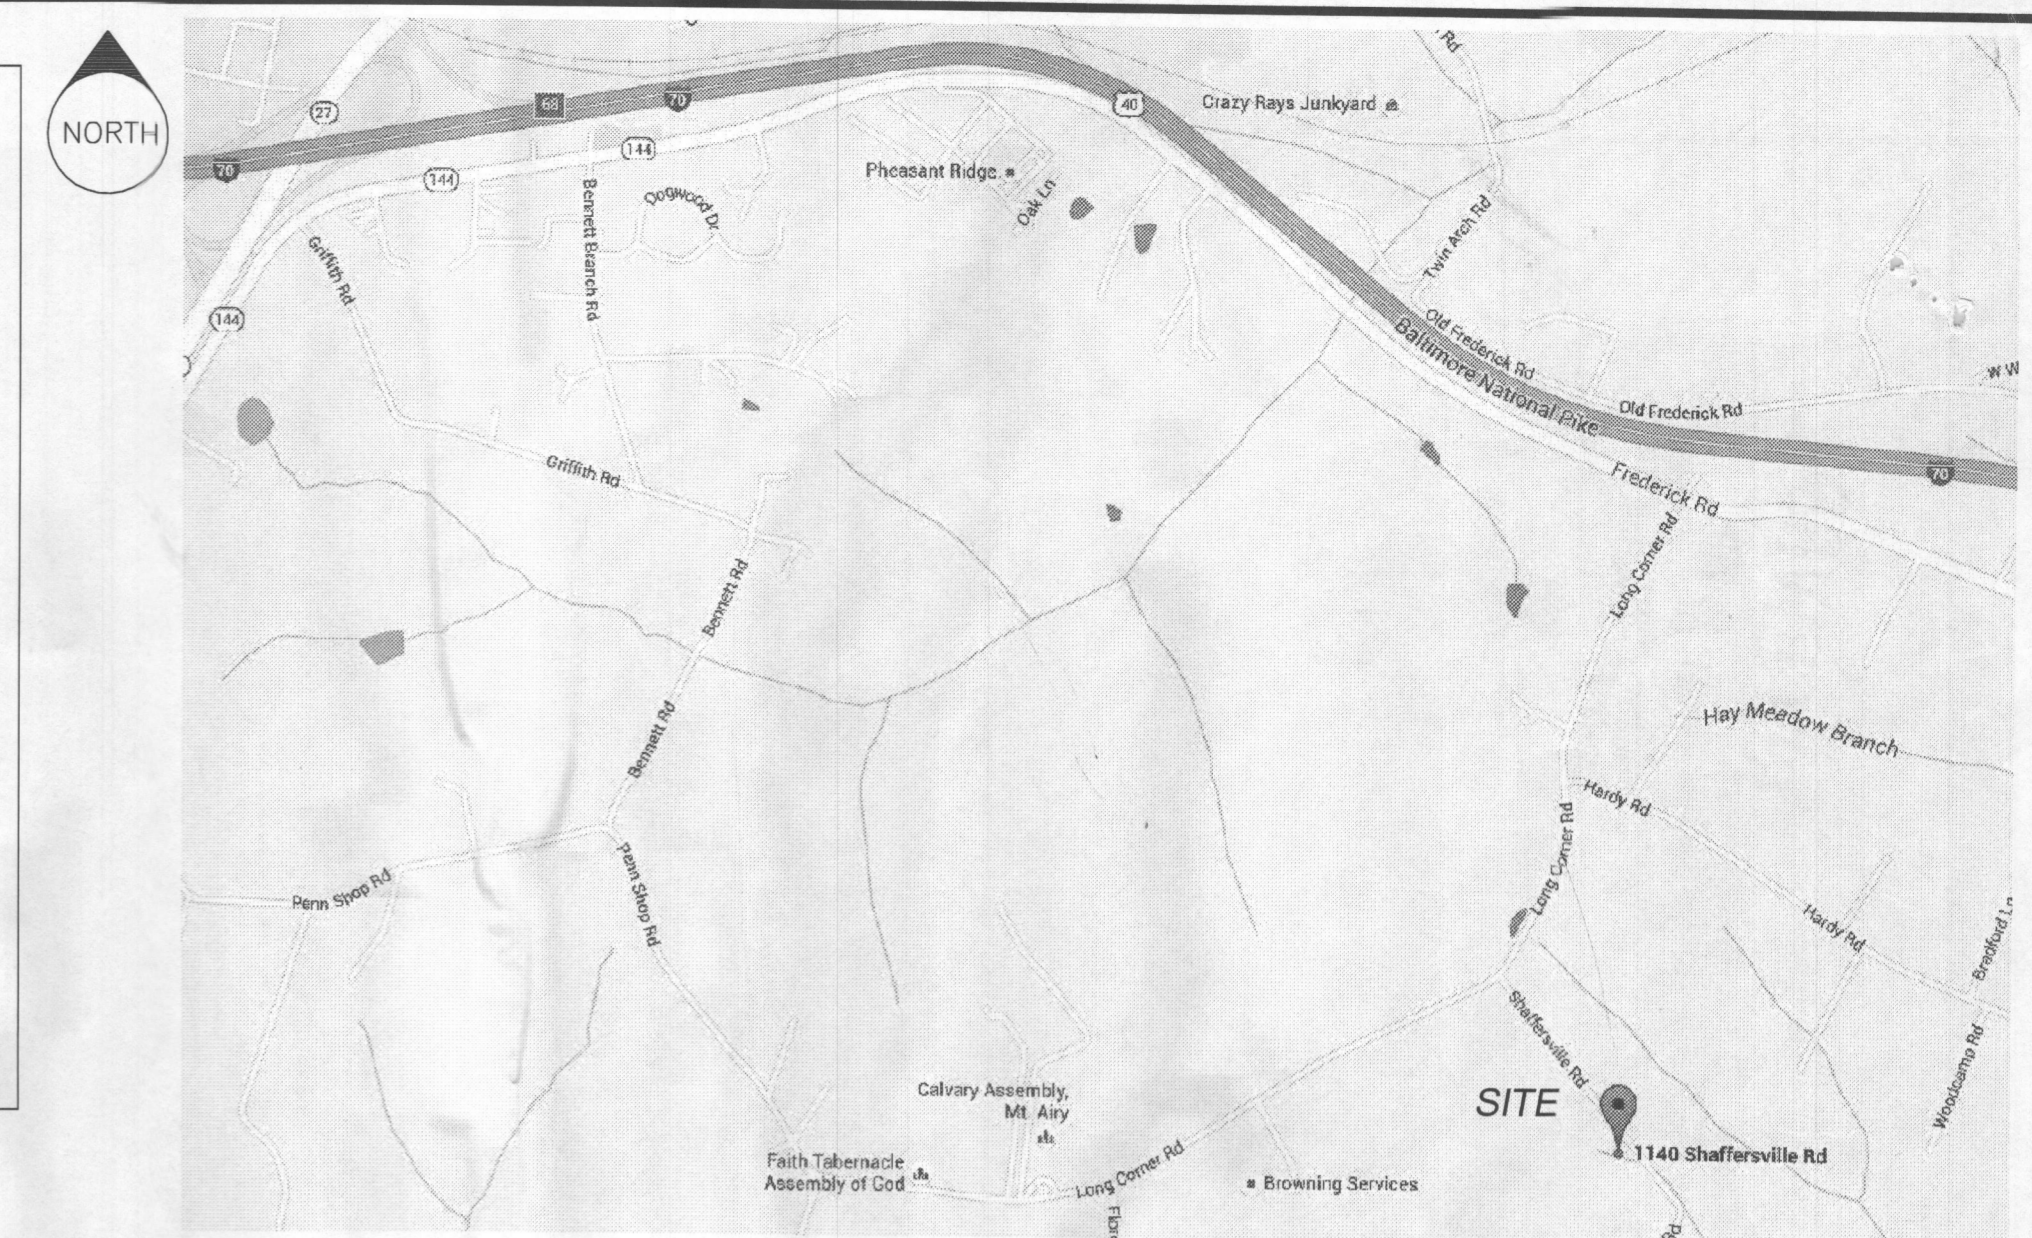 NORTH
27
68
70
40
Crazy Rays Junkyard
144
70
144
Pheasant Ridge
Oak Ln
Dogwood Dr
Bennett Branch Rd
Twin Arch Rd
Griffith Rd
144
Old Frederick Rd
Baltimore National Pike
Old Frederick Rd
W W
Griffith Rd
70
Frederick Rd
Long Corner Rd
Bennett Rd
Bennett Rd
Hay Meadow Branch
Hardy Rd
Long Corner Rd
Penn Shop Rd
Penn Shop Rd
Hardy Rd
Bradford Ln
Shaffersville Rd
Woodcamp Rd
SITE
Calvary Assembly,
Mt. Airy
1140 Shaffersville Rd
Faith Tabernacle
Assembly of God
Long Corner Rd
Browning Services
Rd